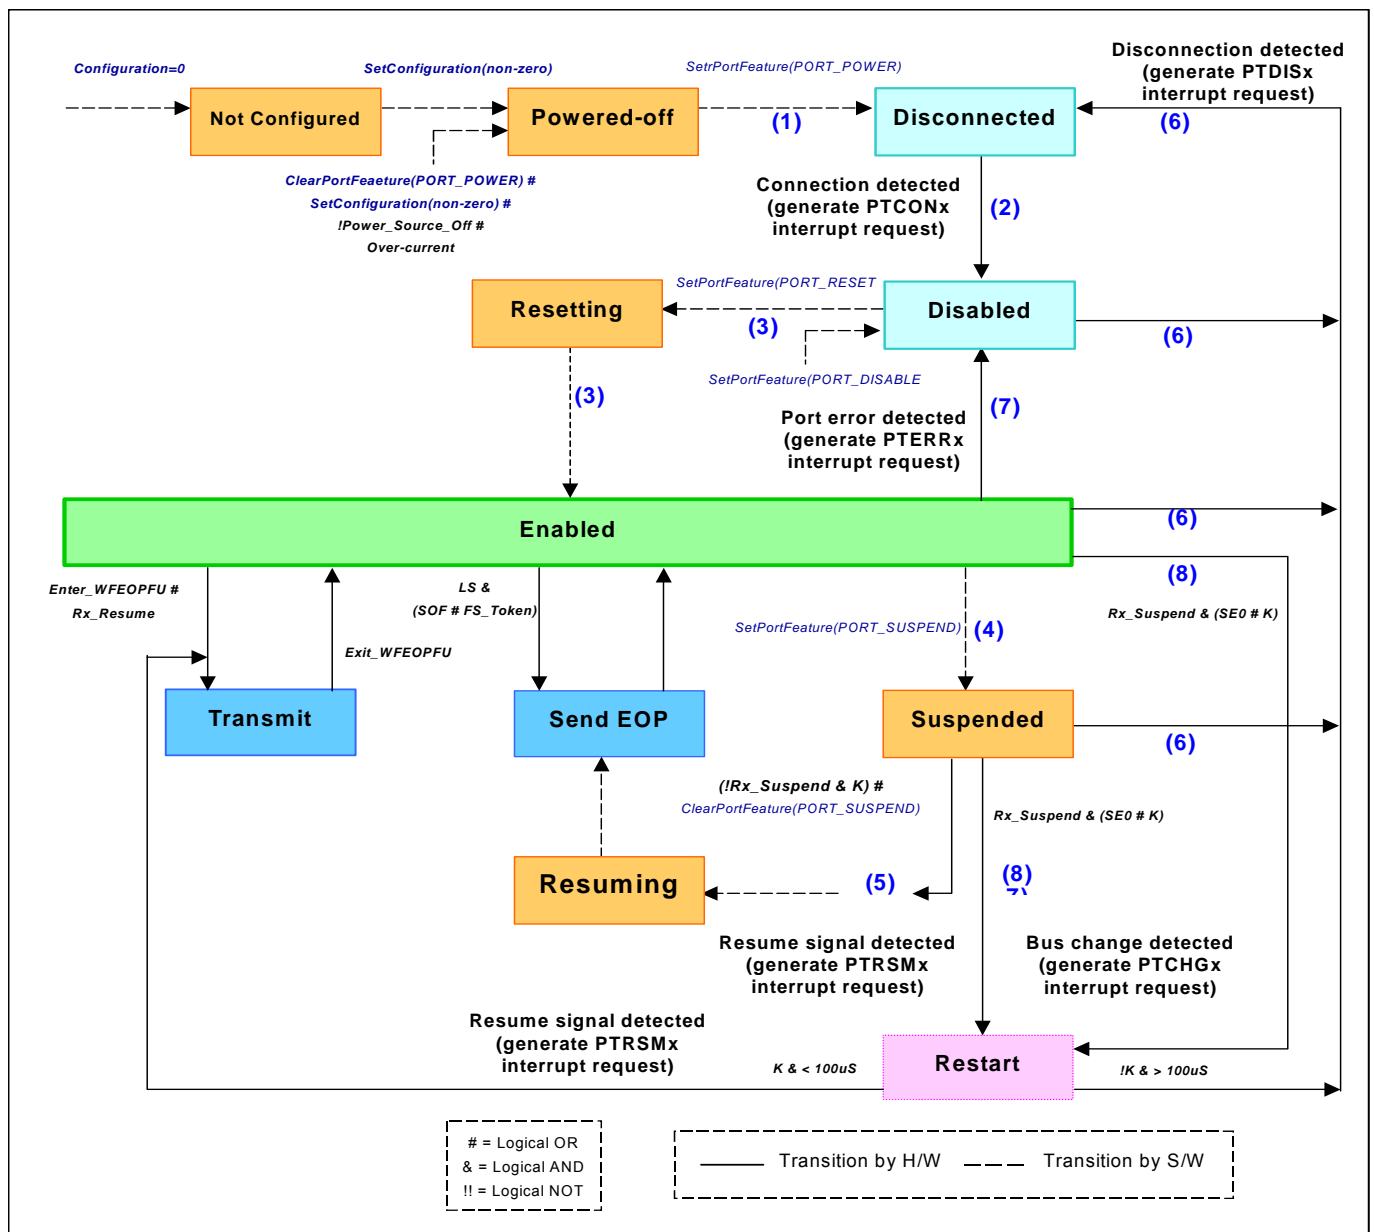 Configuration=0
SetConfiguration(non-zero)
SetrPortFeature(PORT_POWER)
Disconnection detected
(generate PTDISx
interrupt request)
Not Configured
Powered-off
(1)
Disconnected
(6)
ClearPortFeaeture(PORT_POWER) #
SetConfiguration(non-zero) #
!Power_Source_Off #
Over-current
Connection detected
(generate PTCONx
interrupt request)
(2)
SetPortFeature(PORT_RESET
Resetting
(3)
Disabled
(6)
SetPortFeature(PORT_DISABLE
(3)
Port error detected
(generate PTERRx
interrupt request)
(7)
Enabled
(6)
(8)
Enter_WFEOPFU #
Rx_Resume
LS &
(SOF # FS_Token)
Exit_WFEOPFU
SetPortFeature(PORT_SUSPEND)
(4)
Rx_Suspend & (SE0 # K)
Transmit
Send EOP
Suspended
(6)
(!Rx_Suspend & K) #
ClearPortFeature(PORT_SUSPEND)
Rx_Suspend & (SE0 # K)
Resuming
(5)
(8)
Resume signal detected
(generate PTRSMx
interrupt request)
Bus change detected
(generate PTCHGx
interrupt request)
Resume signal detected
(generate PTRSMx
interrupt request)
K & < 100uS
Restart
!K & > 100uS
# = Logical OR
& = Logical AND
!! = Logical NOT
Transition by H/W
Transition by S/W